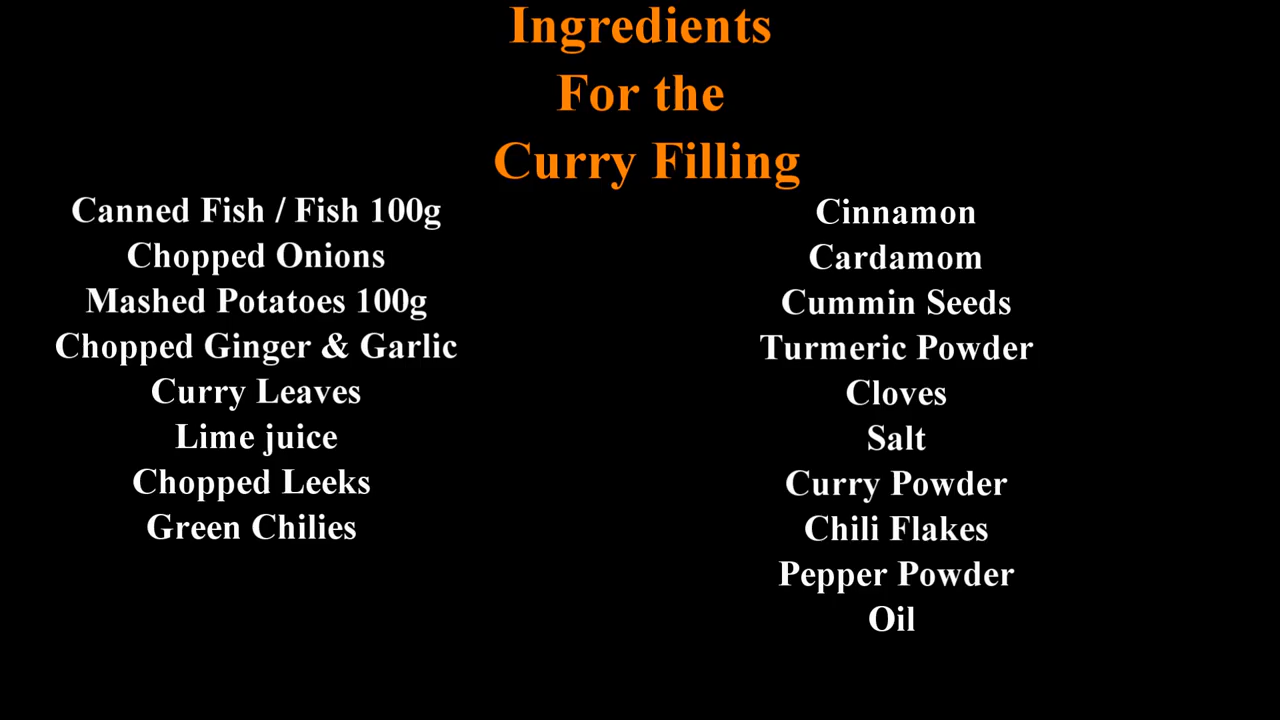 Ingredients
For the
Curry Filling
Canned Fish / Fish 100g
Chopped Onions
Mashed Potatoes 100g
Chopped Ginger & Garlic
Curry Leaves
Lime juice
Chopped Leeks
Green Chilies
Cinnamon
Cardamom
Cummin Seeds
Turmeric Powder
Cloves
Salt
Curry Powder
Chili Flakes
Pepper Powder
Oil